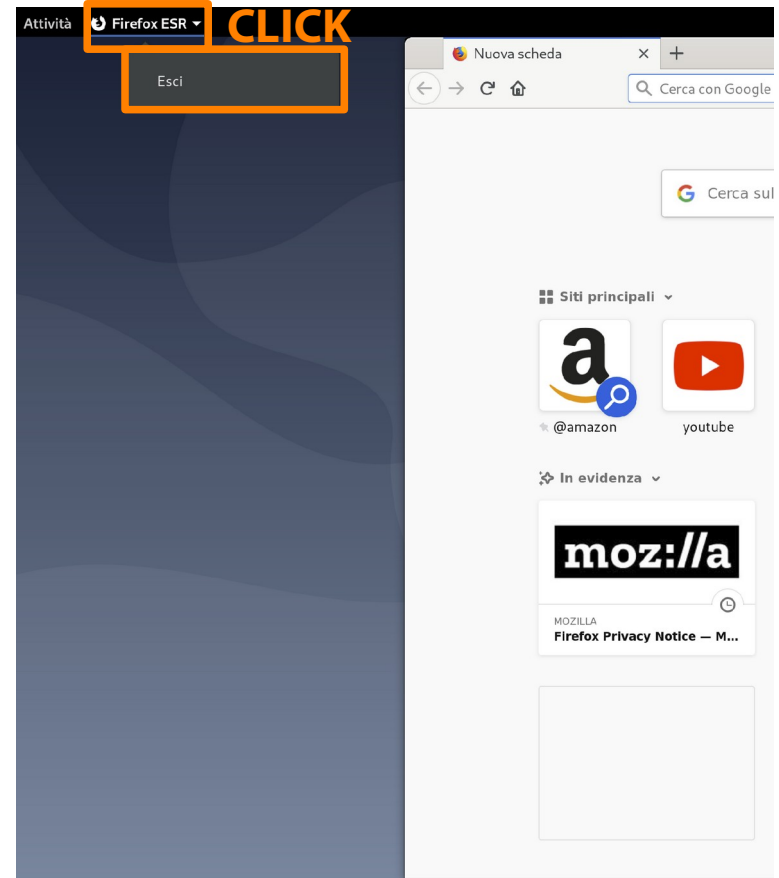 Attività Firefox ESR CLICK
Esci
Nuova scheda
Cerca con Google
Cerca sul
Siti principali
@amazon youtube
In evidenza
moz://a
MOZILLA
Firefox Privacy Notice — M...